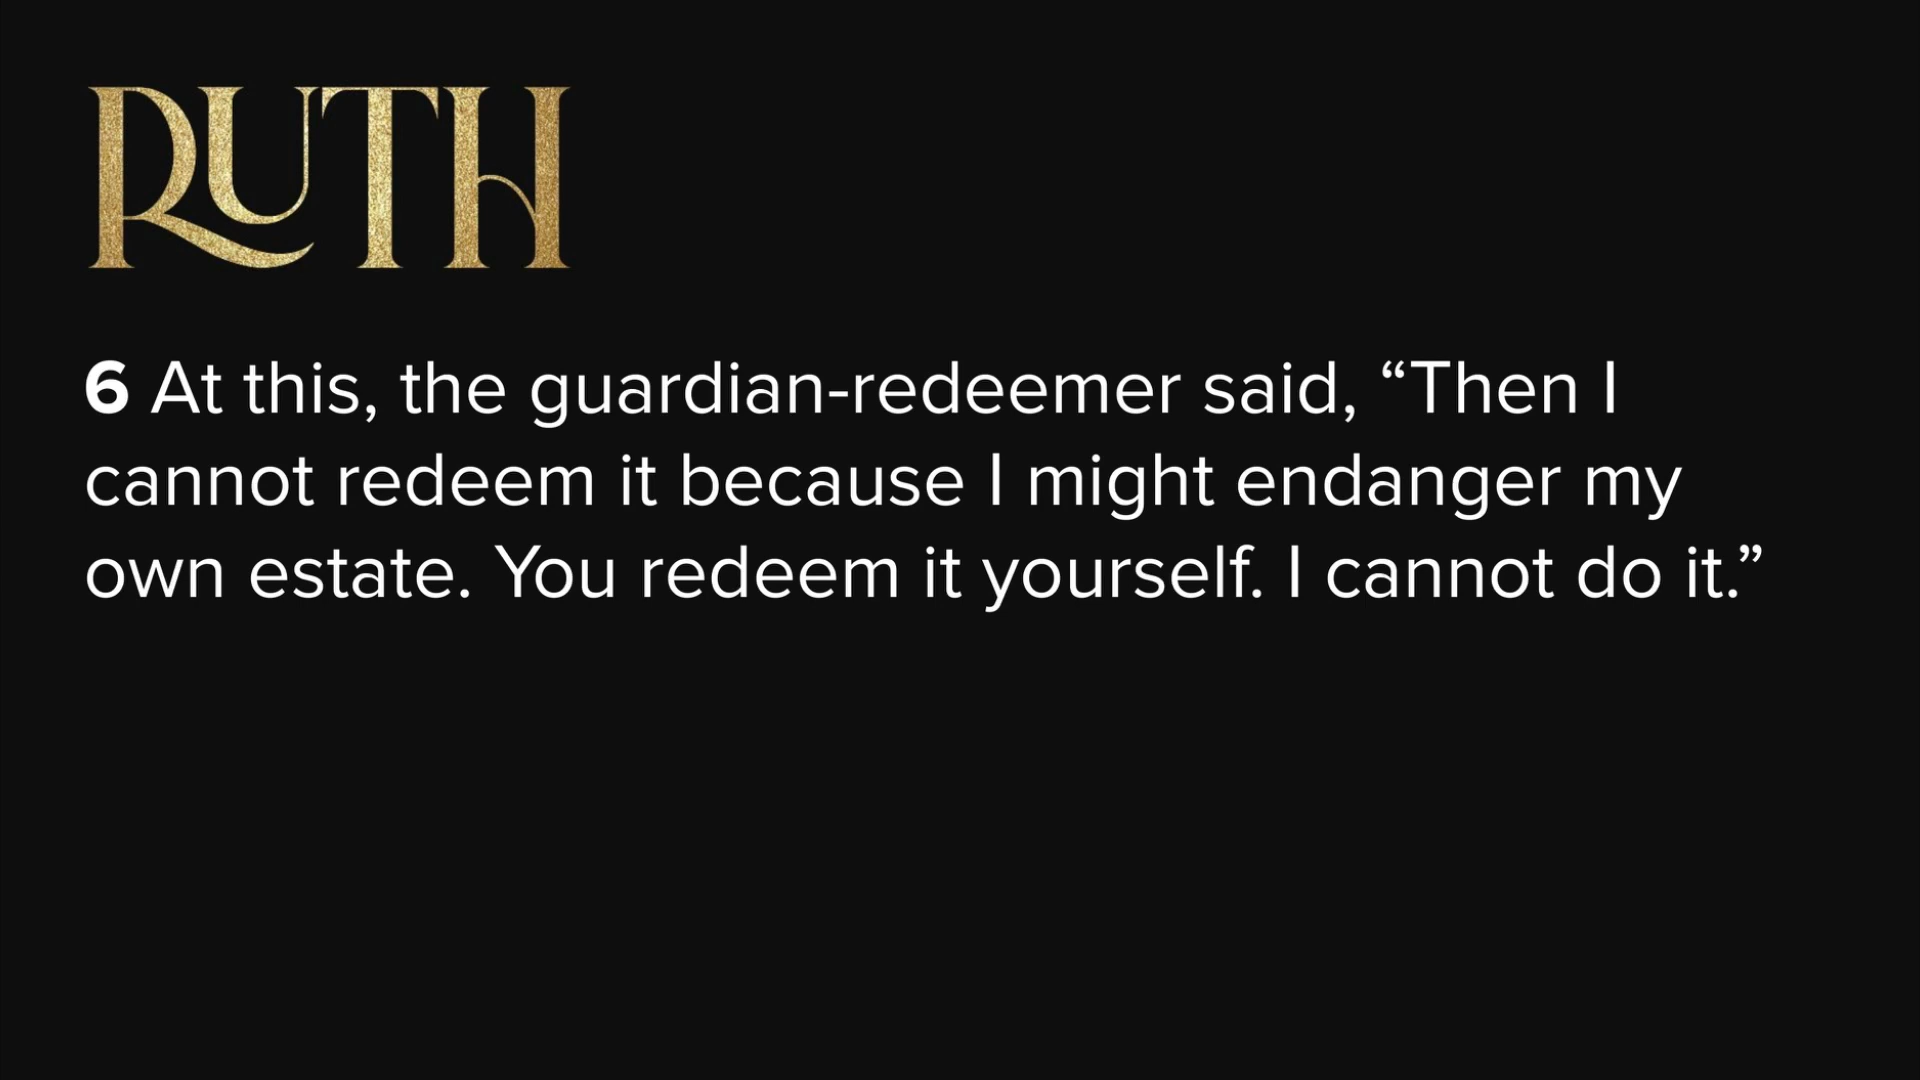 RUTH
6 At this, the guardian-redeemer said, “Then I
cannot redeem it because I might endanger my
own estate. You redeem it yourself. I cannot do it.”